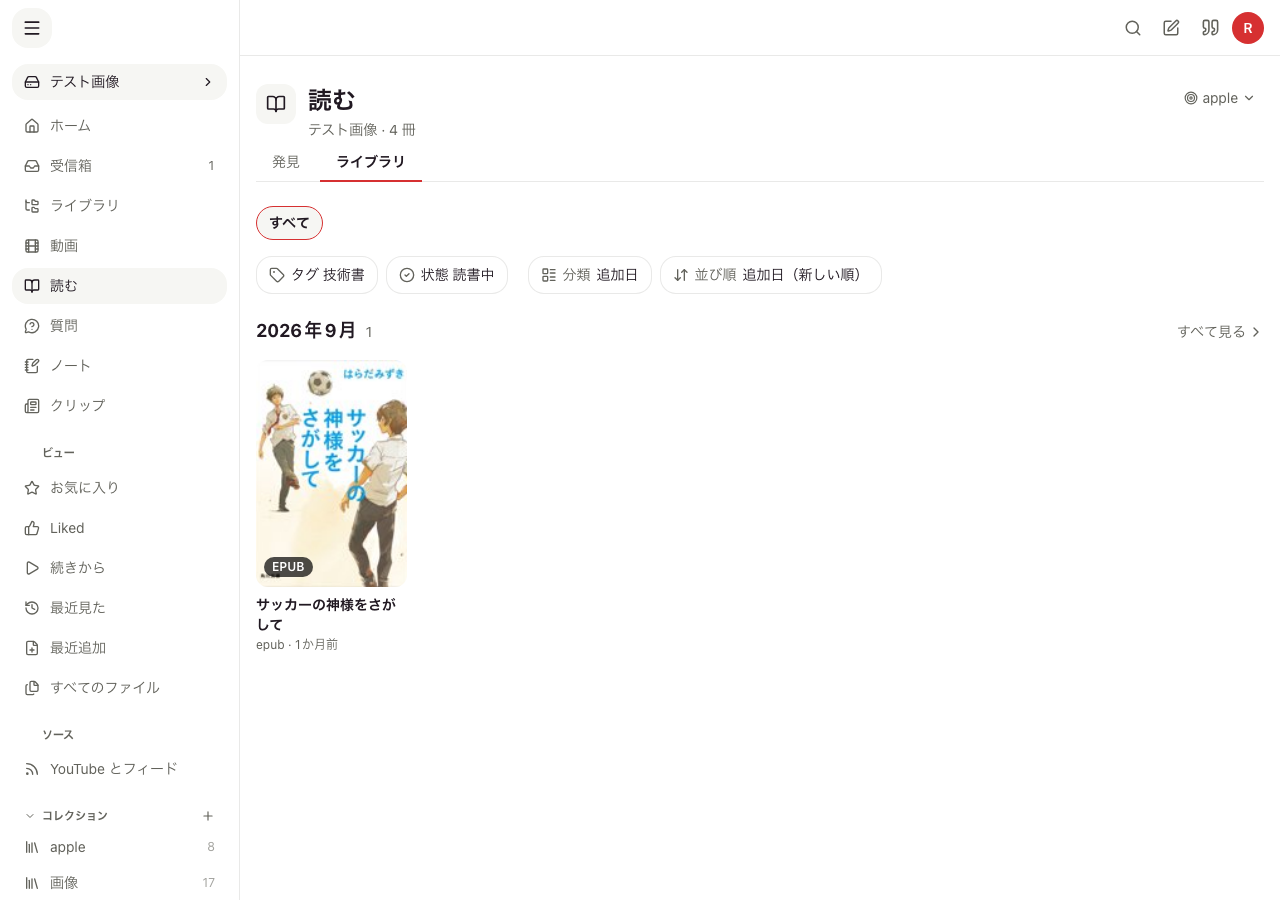 R
テスト画像
ホーム
受信箱 1
ライブラリ
動画
読む
質問
ノート
クリップ
ビュー
お気に入り
Liked
続きから
最近見た
最近追加
すべてのファイル
ソース
YouTube とフィード
コレクション
apple 8
画像 17
読む
テスト画像 · 4 冊
apple
発見 ライブラリ
すべて
タグ 技術書 状態 読書中 分類 追加日 並び順 追加日（新しい順）
2026年9月 1 すべて見る
はらだみずき
サッカーの
神様を
さがして
EPUB
サッカーの神様をさが
して
epub · 1か月前